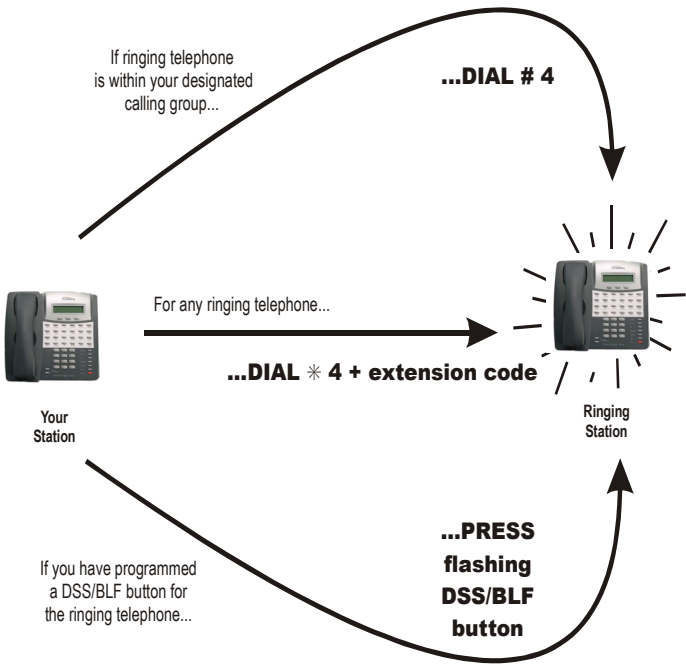 If ringing telephone
is within your designated
calling group...
...DIAL # 4
For any ringing telephone...
...DIAL ✳ 4 + extension code
Your
Station
Ringing
Station
If you have programmed
a DSS/BLF button for
the ringing telephone...
...PRESS
flashing
DSS/BLF
button